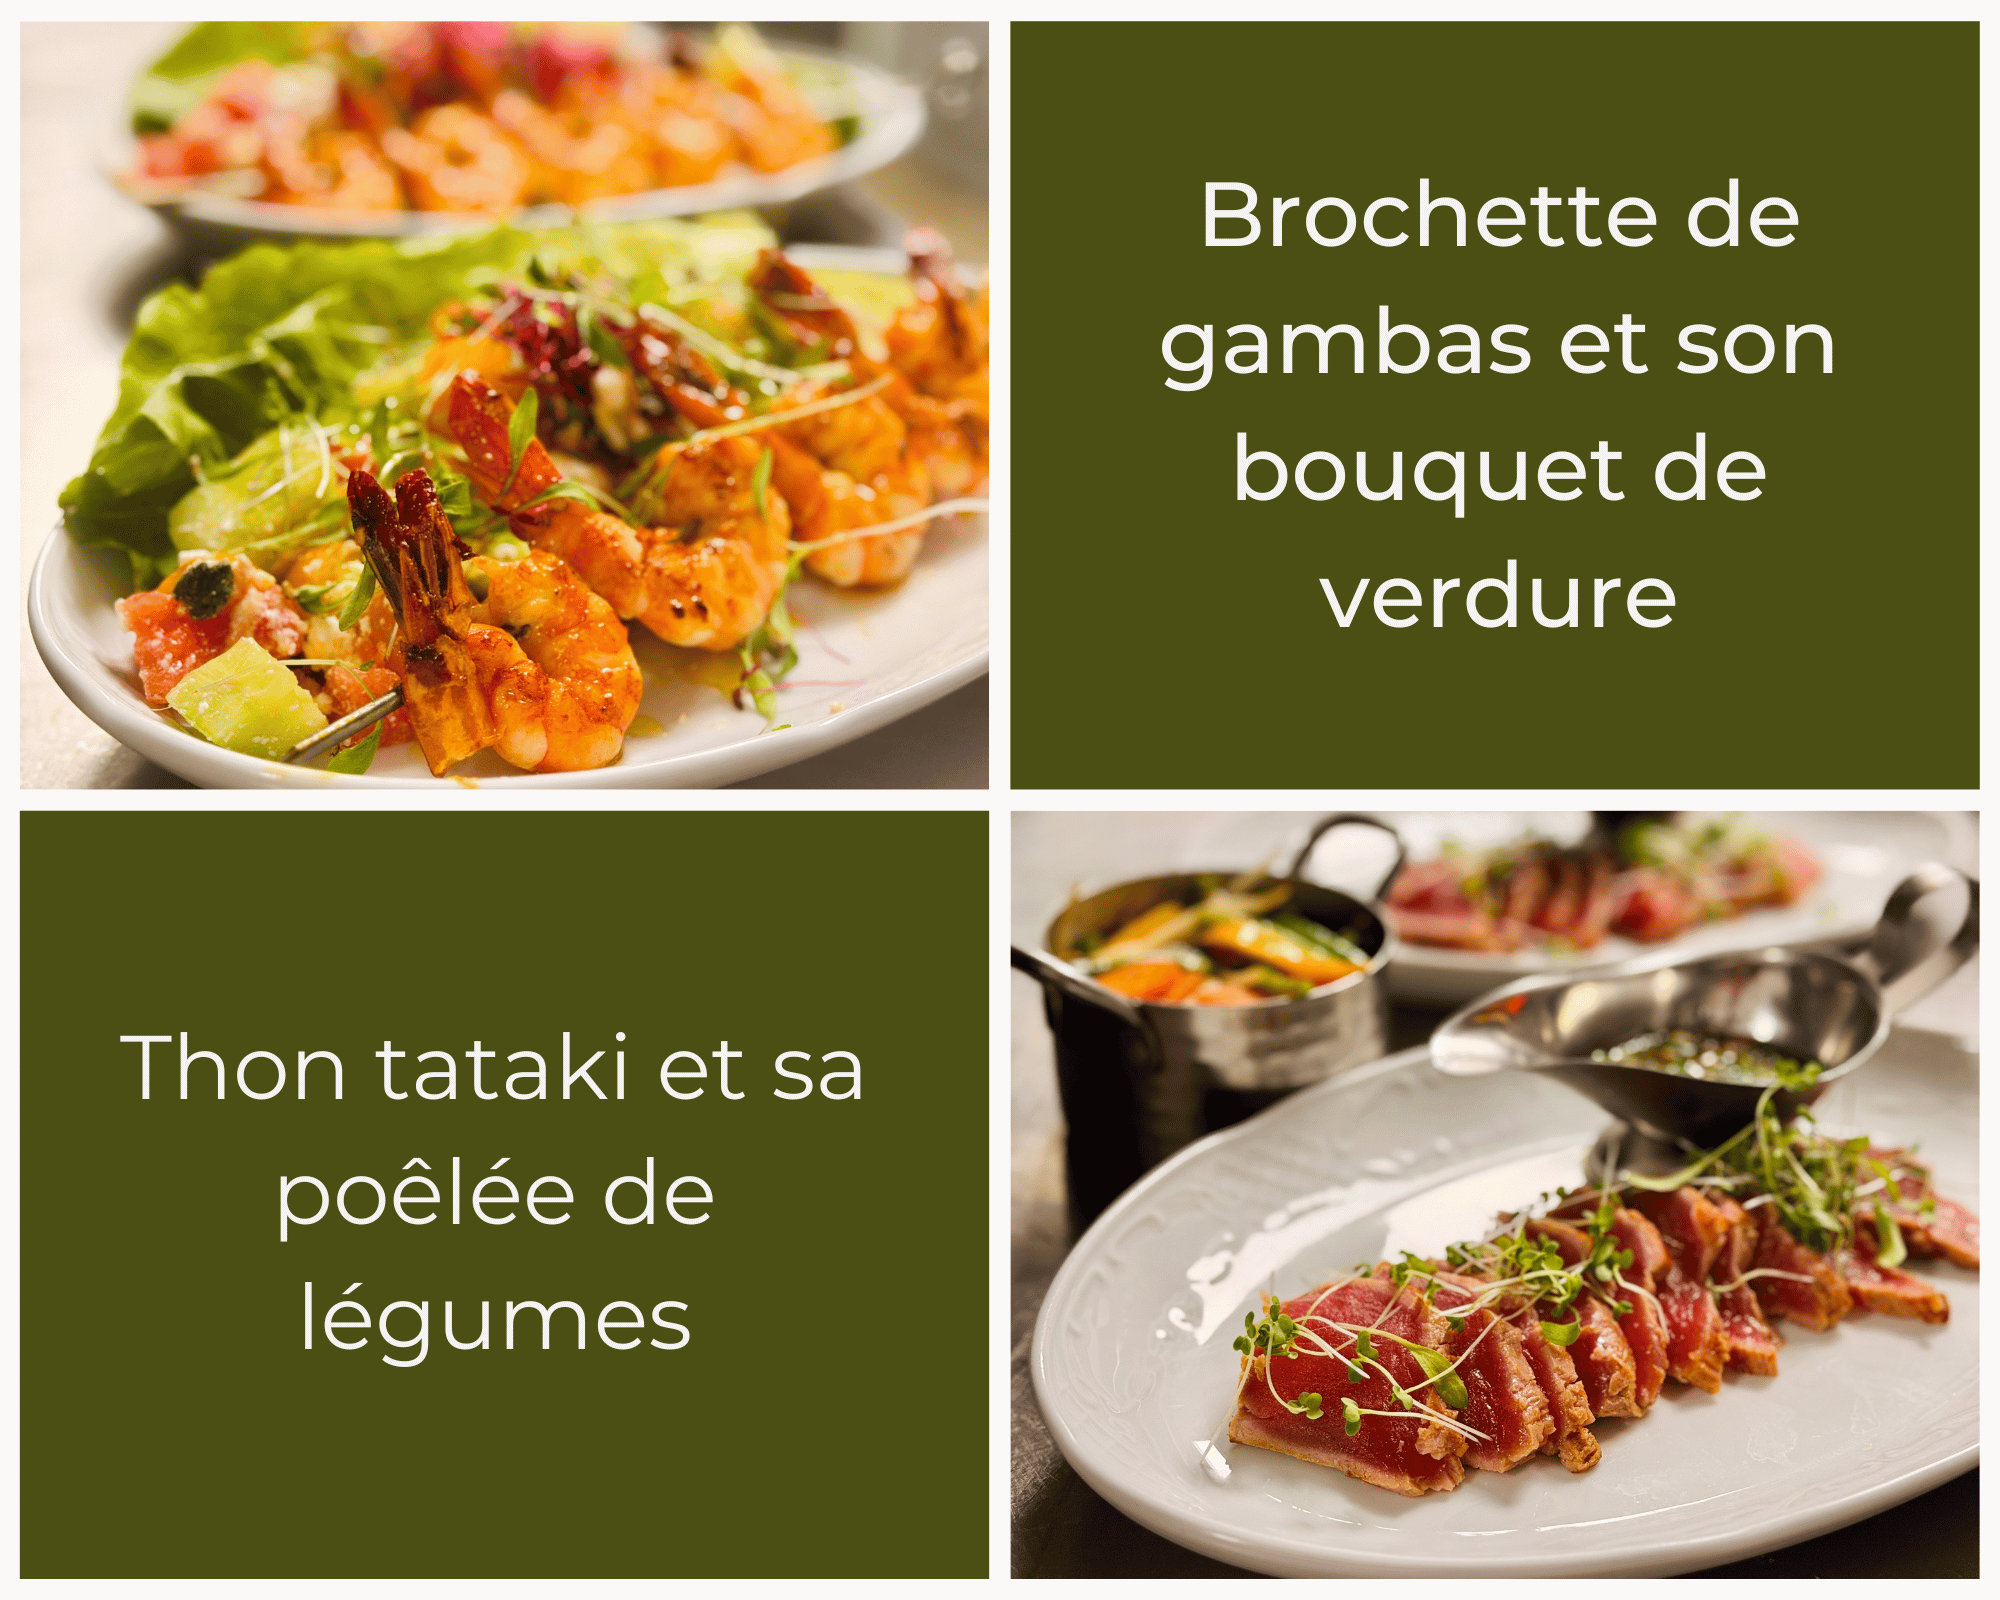 Brochette de
gambas et son
bouquet de
verdure
Thon tataki et sa
poêlée de
légumes